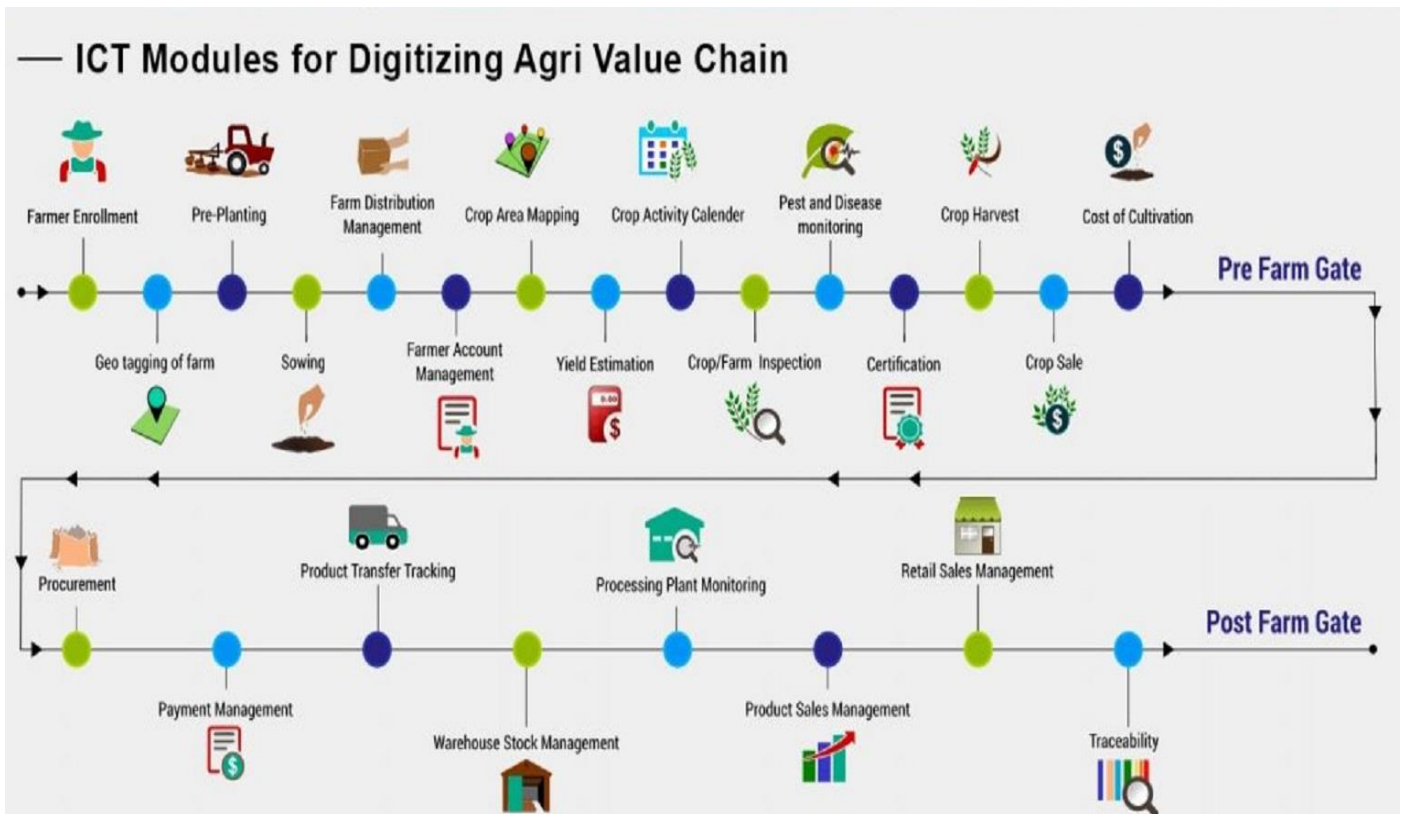 ICT Modules for Digitizing Agri Value Chain
Farmer Enrollment
Pre-Planting
Farm Distribution
Management
Crop Area Mapping
Crop Activity Calender
Pest and Disease
monitoring
Crop Harvest
Cost of Cultivation
Pre Farm Gate
Geo tagging of farm
Sowing
Farmer Account
Management
Yield Estimation
0.00
$
Crop/Farm Inspection
Certification
Crop Sale
$
$
Procurement
Product Transfer Tracking
Processing Plant Monitoring
Retail Sales Management
Post Farm Gate
Payment Management
$
Warehouse Stock Management
Product Sales Management
Traceability